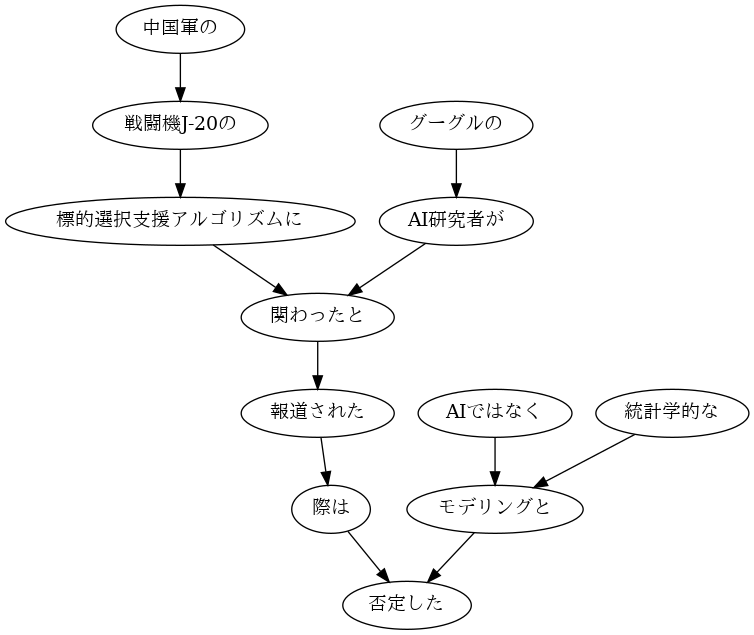 中国軍の
戦闘機J-20の
グーグルの
標的選択支援アルゴリズムに
AI研究者が
関わったと
報道された
AIではなく
統計学的な
際は
モデリングと
否定した